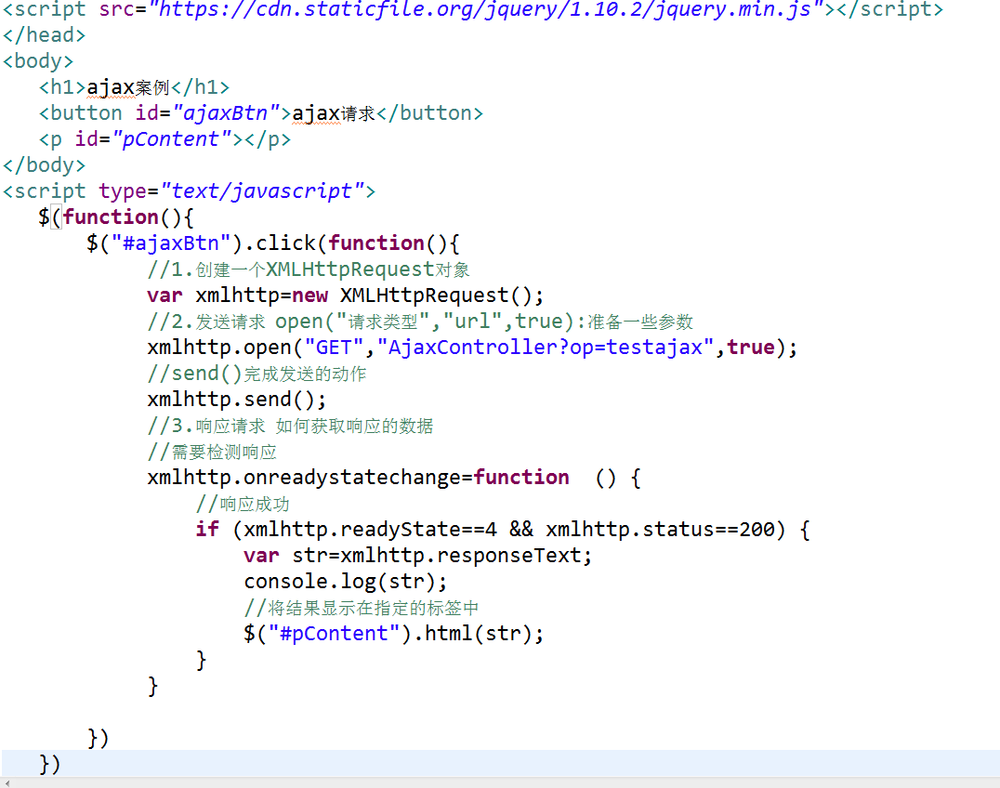 <script src="https://cdn.staticfile.org/jquery/1.10.2/jquery.min.js"></script>
</head>
<body>
<h1>ajax案例</h1>
<button id="ajaxBtn">ajax请求</button>
<p id="pContent"></p>
</body>
<script type="text/javascript">
$(function(){
$("#ajaxBtn").click(function(){
//1.创建一个XMLHttpRequest对象
var xmlhttp=new XMLHttpRequest();
//2.发送请求 open("请求类型","url",true):准备一些参数
xmlhttp.open("GET","AjaxController?op=testajax",true);
//send()完成发送的动作
xmlhttp.send();
//3.响应请求 如何获取响应的数据
//需要检测响应
xmlhttp.onreadystatechange=function  () {
//响应成功
if (xmlhttp.readyState==4 && xmlhttp.status==200) {
var str=xmlhttp.responseText;
console.log(str);
//将结果显示在指定的标签中
$("#pContent").html(str);
}
}
})
})